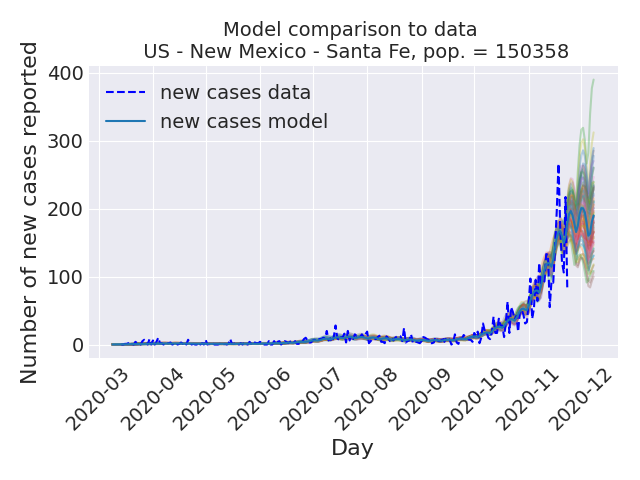 Model comparison to data
US - New Mexico - Santa Fe, pop. = 150358
Number of new cases reported
400
300
200
100
0
new cases data
new cases model
2020-03
2020-04
2020-05
2020-06
2020-07
2020-08
2020-09
2020-10
2020-11
2020-12
Day